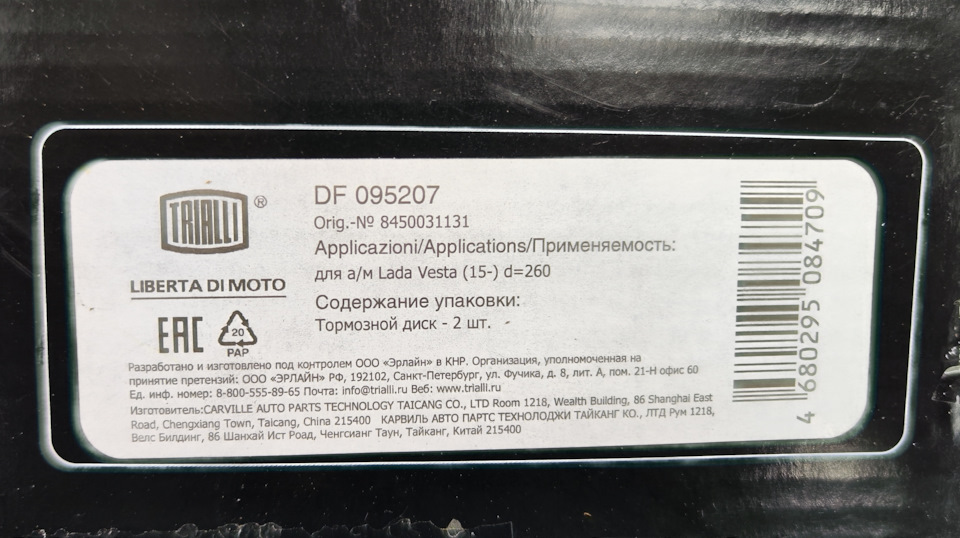 TRIALLI ®
LIBERTA DI MOTO
EAC
20
PAP
DF 095207
Orig.-№ 8450031131
Applicazioni/Applications/Применяемость:
для а/м Lada Vesta (15-) d=260
Содержание упаковки:
Тормозной диск - 2 шт.
Разработано и изготовлено под контролем ООО «Эрлайн» в КНР. Организация, уполномоченная на
принятие претензий: ООО «ЭРЛАЙН» РФ, 192102, Санкт-Петербург, ул. Фучика, д. 8, лит. А, пом. 21-Н офис 60
Ед. инф. номер: 8-800-555-89-65 Почта: info@trialli.ru Веб: www.trialli.ru
Изготовитель:CARVILLE AUTO PARTS TECHNOLOGY TAICANG CO., LTD Room 1218, Wealth Building, 86 Shanghai East
Road, Chengxiang Town, Taicang, China 215400 КАРВИЛЬ АВТО ПАРТС ТЕХНОЛОДЖИ ТАЙКАНГ КО., ЛТД Рум 1218,
Велс Билдинг, 86 Шанхай Ист Роад, Ченгсианг Таун, Тайканг, Китай 215400
4 680295 084709